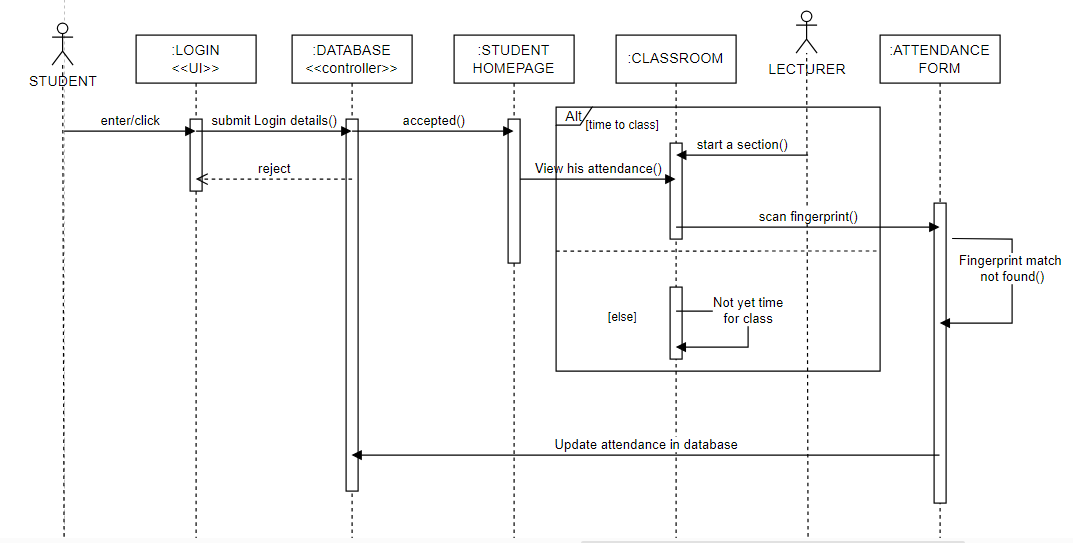 STUDENT
:LOGIN
<<UI>>
:DATABASE
<<controller>>
:STUDENT
HOMEPAGE
:CLASSROOM
LECTURER
:ATTENDANCE
FORM
enter/click
submit Login details()
accepted()
Alt
[time to class]
start a section()
reject
View his attendance()
scan fingerprint()
Fingerprint match
not found()
[else]
Not yet time
for class
Update attendance in database